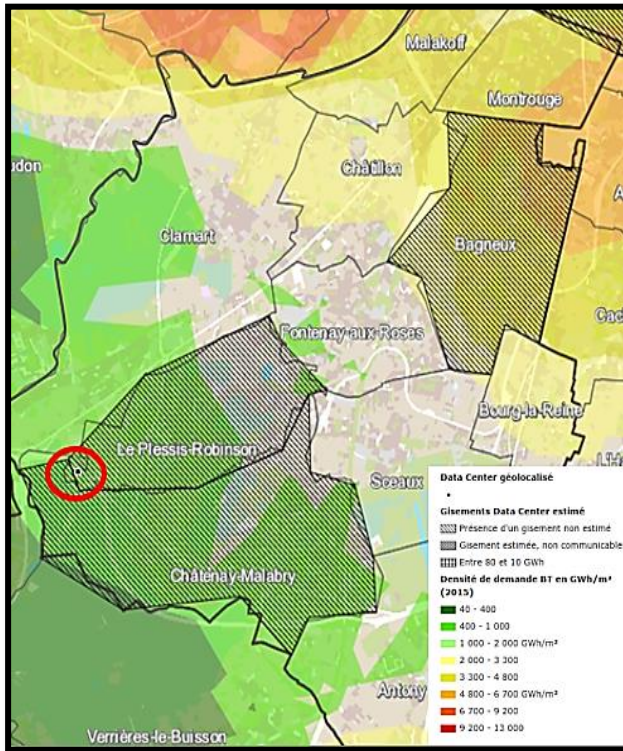 Malakoff
Montrouge
udon
Châtillon
Clamart
Bagneux
A
Cac
Fontenay-aux-Roses
Bourg-la-Reine
Le Plessis-Robinson
L'H
Sceaux
Châtenay-Malabry
Antony
Verrières-le-Buisson
Data Center géolocalisé
Gisements Data Center estimé
Présence d'un gisement non estimé
Gisement estimée, non communicable
Entre 80 et 10 GWh
Densité de demande BT en GWh/m²
(2015)
40 - 400
400 - 1 000
1 000 - 2 000 GWh/m²
2 000 - 3 300
3 300 - 4 800
4 800 - 6 700 GWh/m²
6 700 - 9 200
9 200 - 13 000